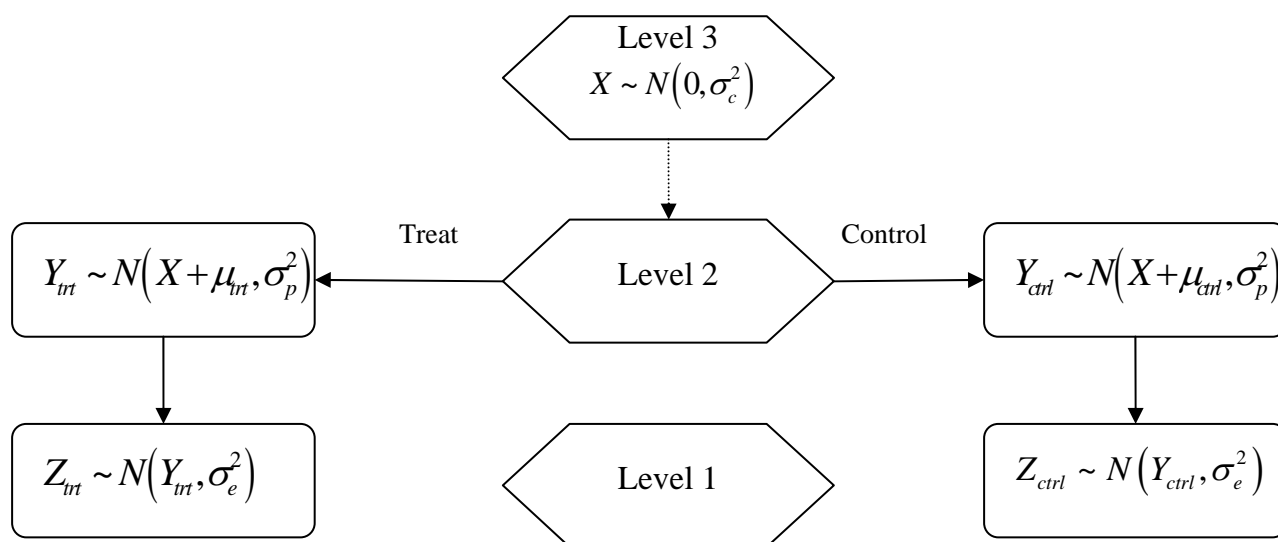 Level 3
X ~ N(0, σ_c^2)
Treat
Control
Y_trt ~ N(X + μ_trt, σ_p^2)
Level 2
Y_ctrl ~ N(X + μ_ctrl, σ_p^2)
Z_trt ~ N(Y_trt, σ_e^2)
Level 1
Z_ctrl ~ N(Y_ctrl, σ_e^2)